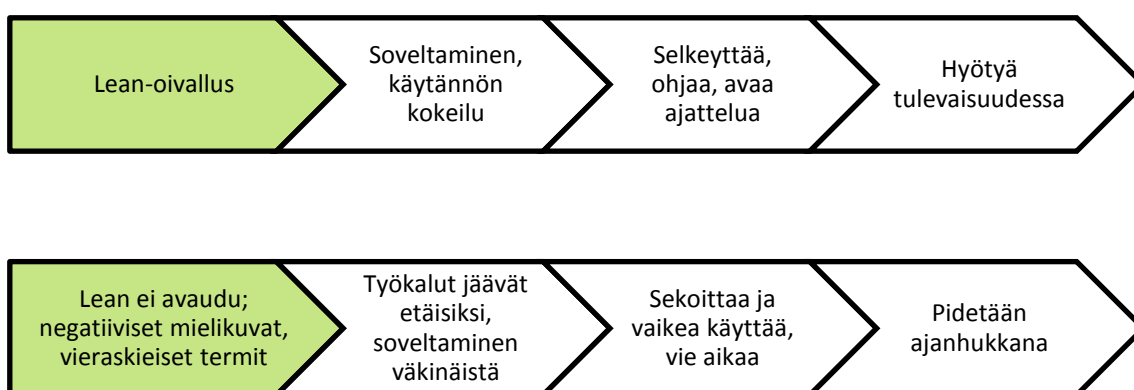 Lean-oivallus
Soveltaminen,
käytännön
kokeilu
Selkeyttää,
ohjaa, avaa
ajattelua
Hyötyä
tulevaisuudessa
Lean ei avaudu;
negatiiviset mielikuvat,
vieraskieiset termit
Työkalut jäävät
etäisiksi,
soveltaminen
väkinäistä
Sekoittaa ja
vaikea käyttää,
vie aikaa
Pidetään
ajanhukkana